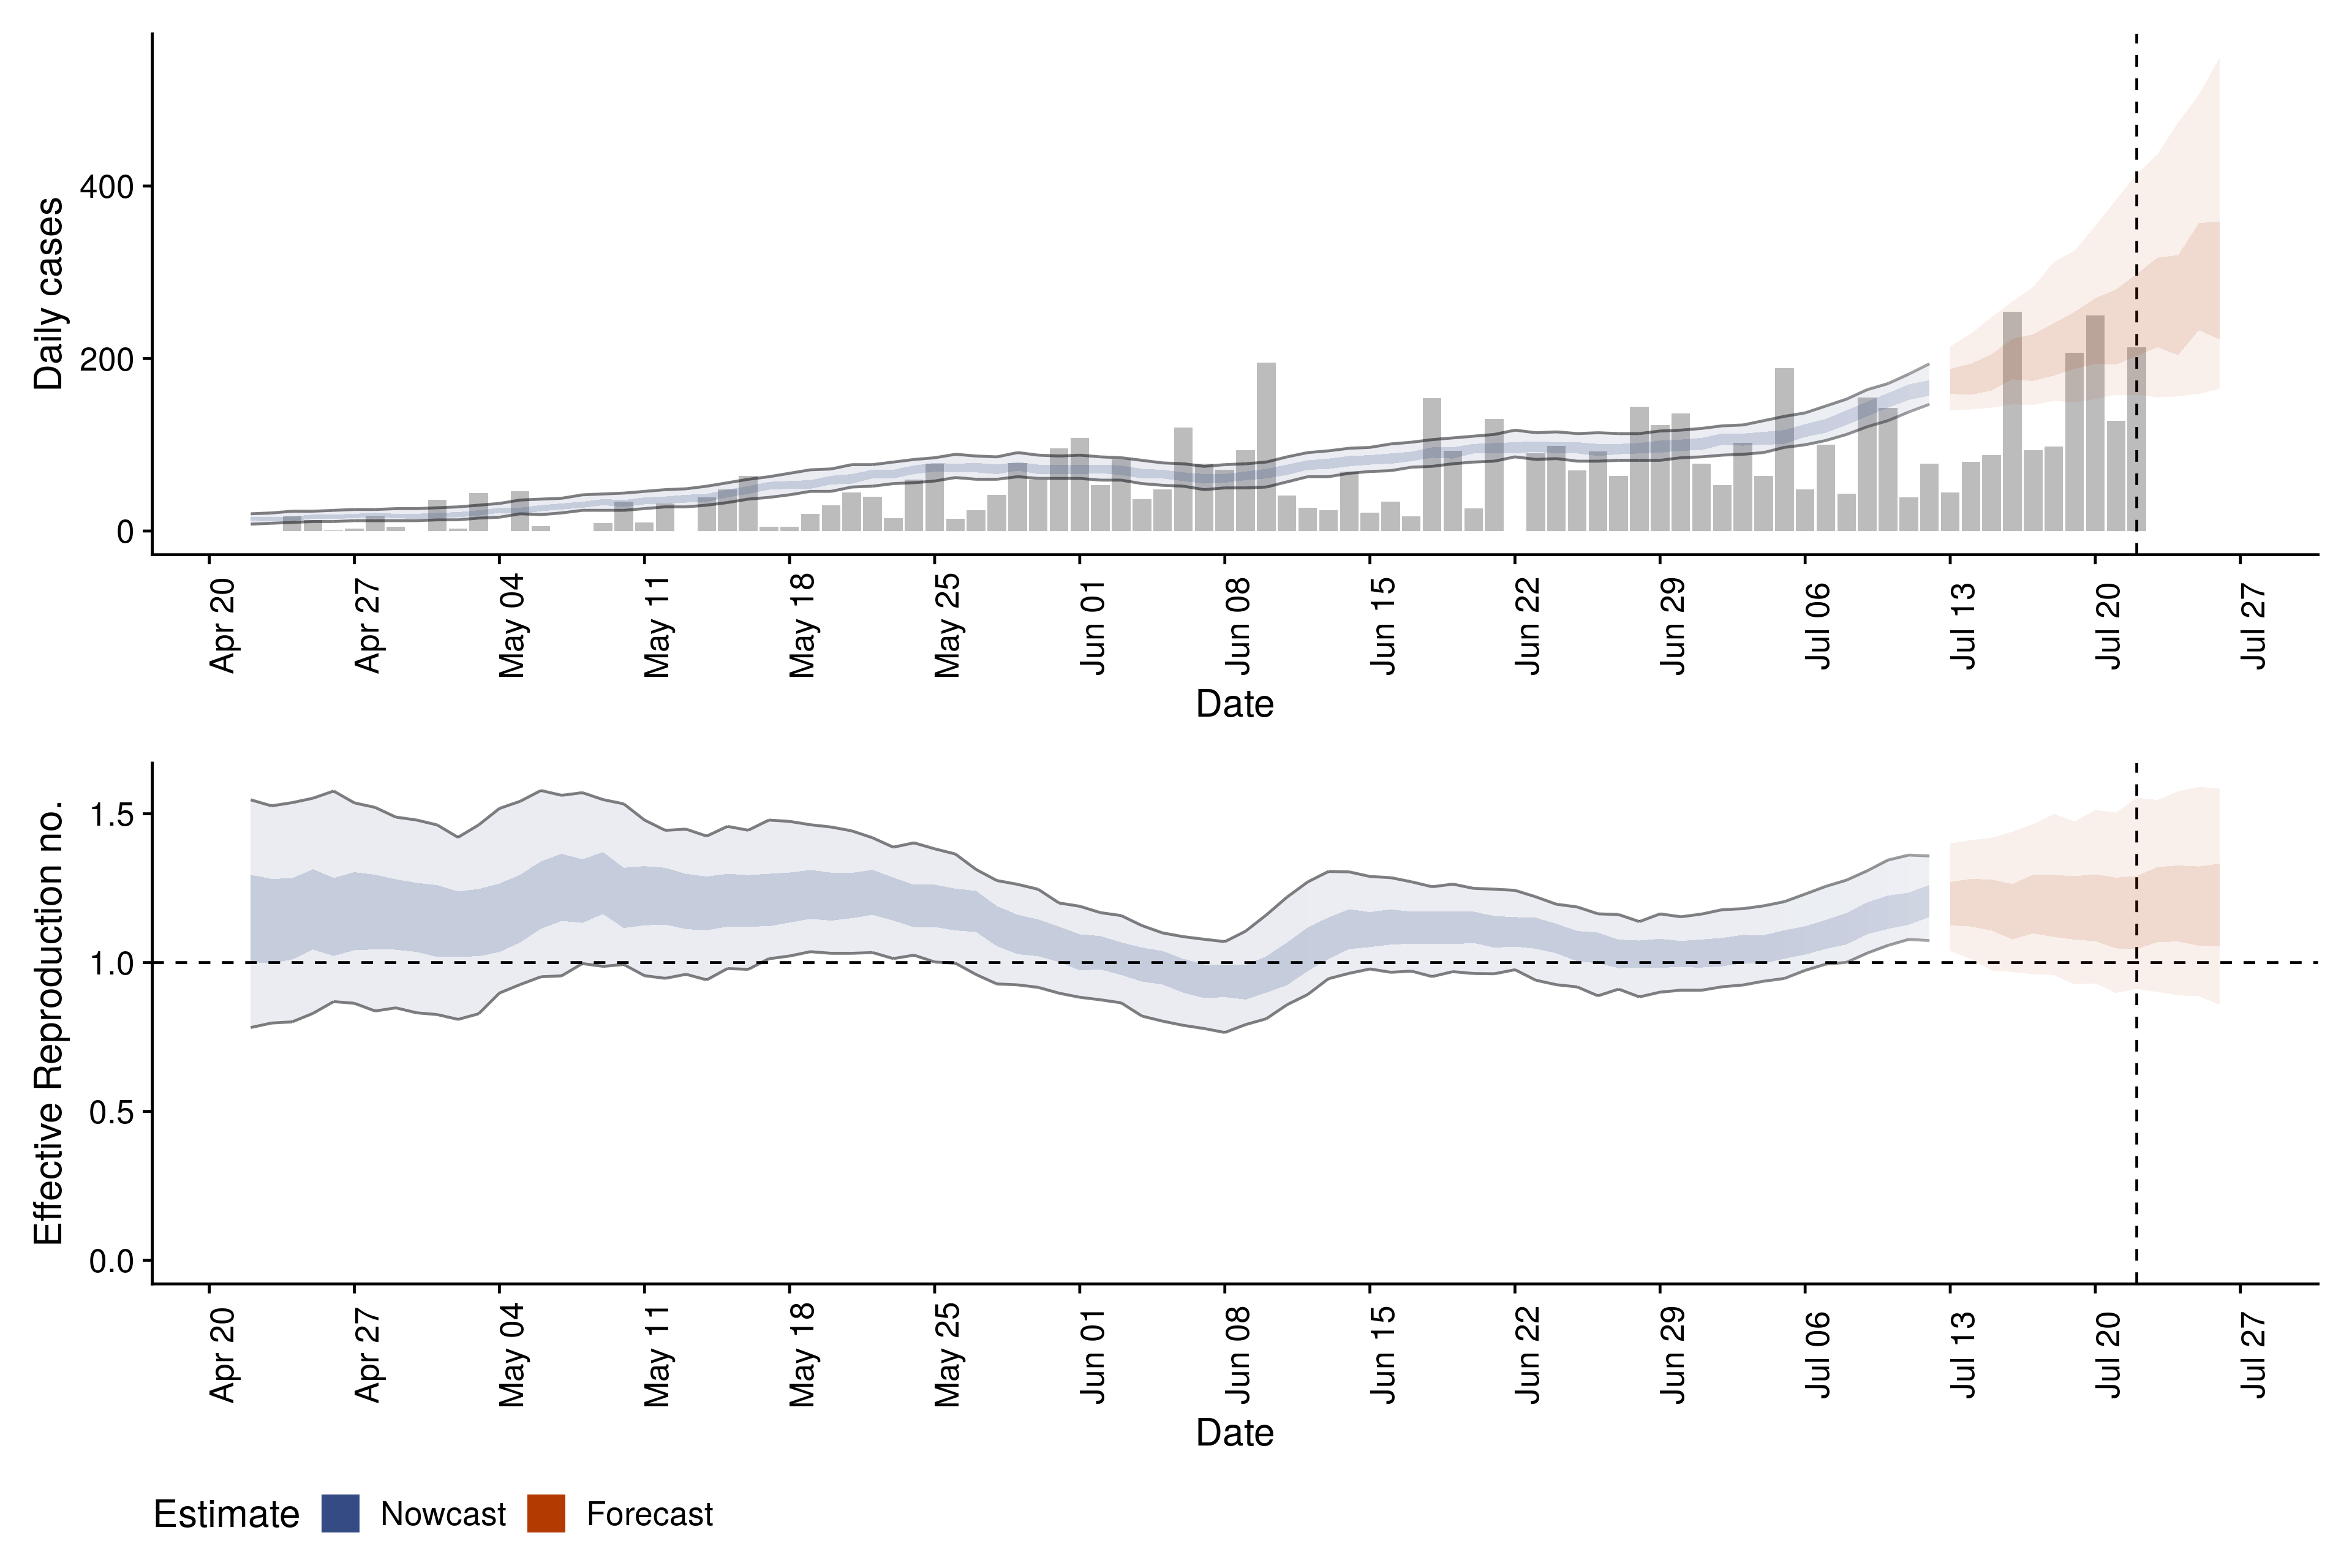 Daily cases
400
200
0
Apr 20 Apr 27 May 04 May 11 May 18 May 25 Jun 01 Jun 08 Jun 15 Jun 22 Jun 29 Jul 06 Jul 13 Jul 20 Jul 27
Date
Effective Reproduction no.
1.5
1.0
0.5
0.0
Apr 20 Apr 27 May 04 May 11 May 18 May 25 Jun 01 Jun 08 Jun 15 Jun 22 Jun 29 Jul 06 Jul 13 Jul 20 Jul 27
Date
Estimate Nowcast Forecast